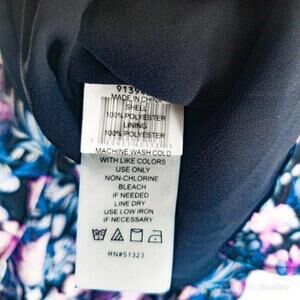 MADE IN CHINA
SHELL
100% POLYESTER
LINING
100% POLYESTER
MACHINE WASH COLD
WITH LIKE COLORS
USE ONLY
NON-CHLORINE
BLEACH
IF NEEDED
LINE DRY
USE LOW IRON
IF NECESSARY
RN#51323